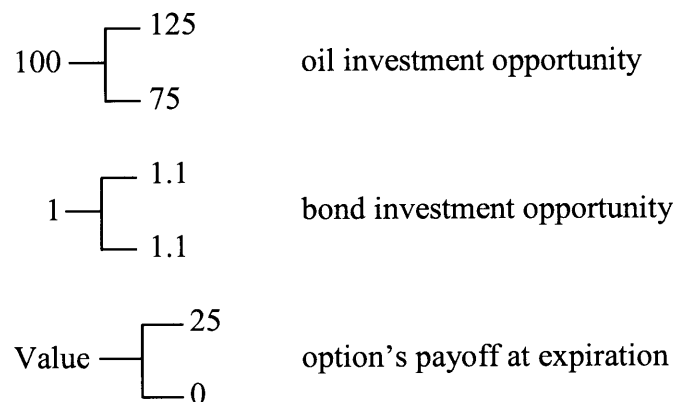 125
100 oil investment opportunity
75
1.1
1 bond investment opportunity
1.1
25
Value option’s payoff at expiration
0